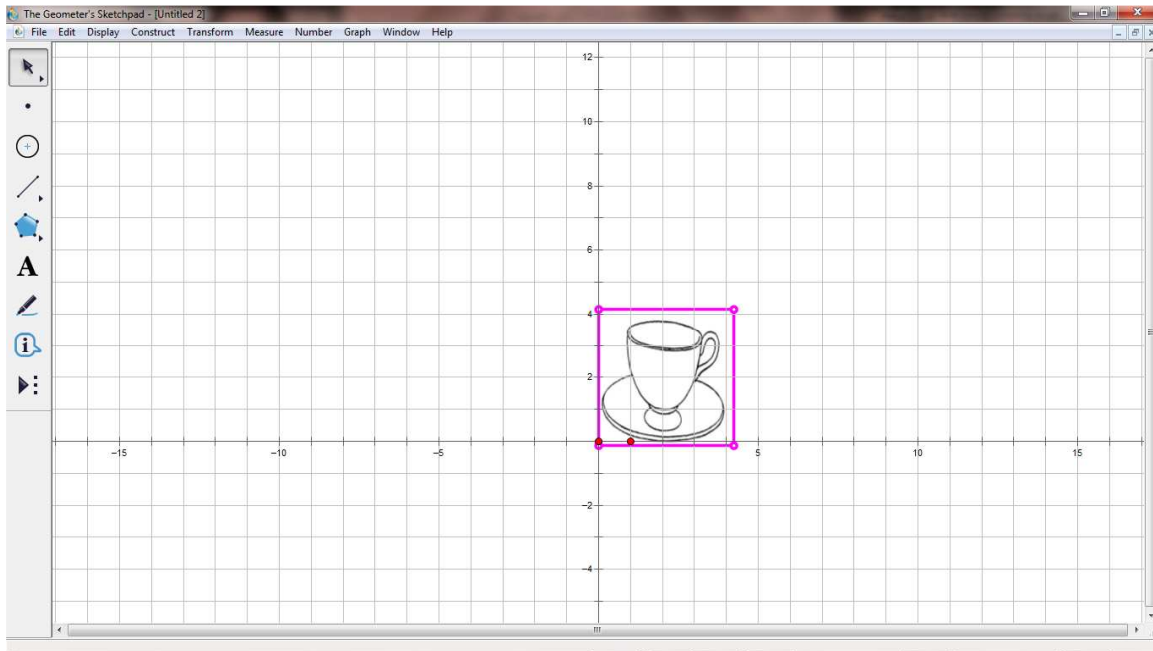 The Geometer's Sketchpad - [Untitled 2]
File Edit Display Construct Transform Measure Number Graph Window Help
12
10
8
6
4
2
-15 -10 -5 5 10 15
-2
-4
A
i